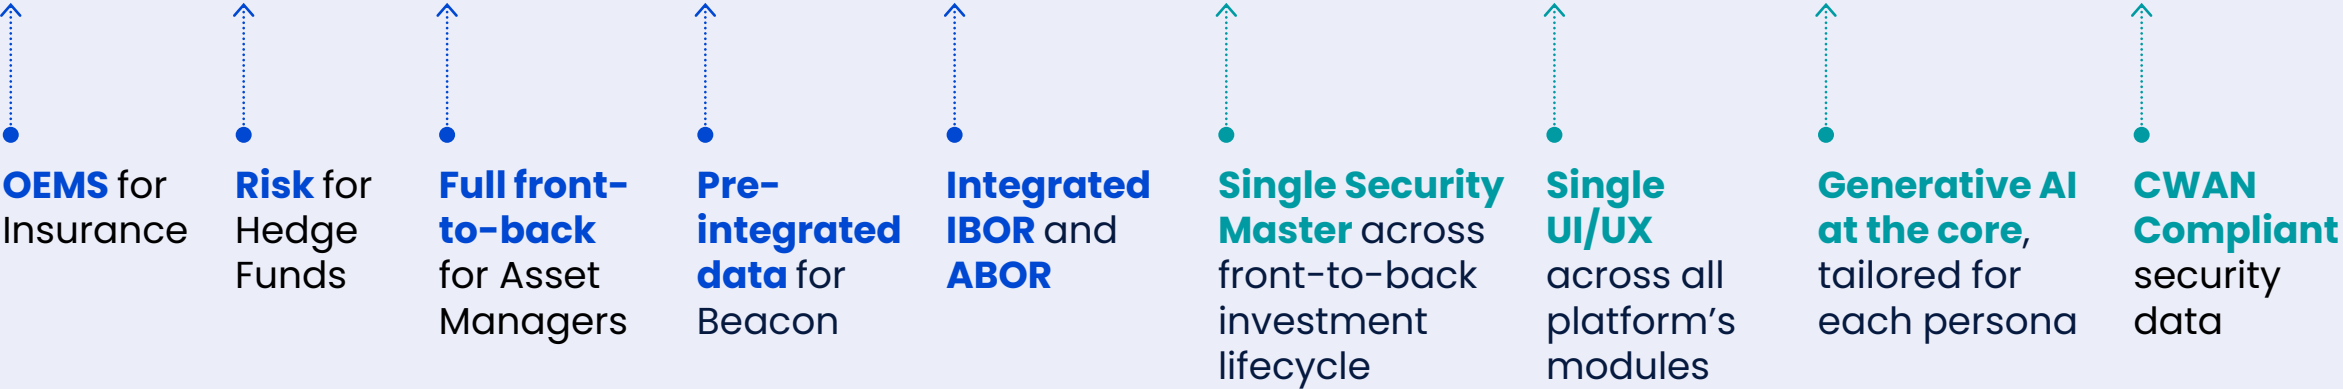 OEMS for
Insurance
Risk for
Hedge
Funds
Full front-
to-back
for Asset
Managers
Pre-
integrated
data for
Beacon
Integrated
IBOR and
ABOR
Single Security
Master across
front-to-back
investment
lifecycle
Single
UI/UX
across all
platform’s
modules
Generative AI
at the core,
tailored for
each persona
CWAN
Compliant
security
data